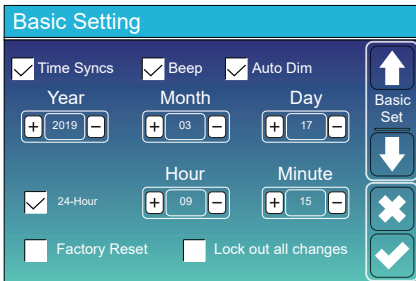 Basic Setting
Time Syncs Beep Auto Dim
Year Month Day
+ 2019 − + 03 − + 17 −
Basic
Set
Hour Minute
24-Hour + 09 − + 15 −
Factory Reset Lock out all changes